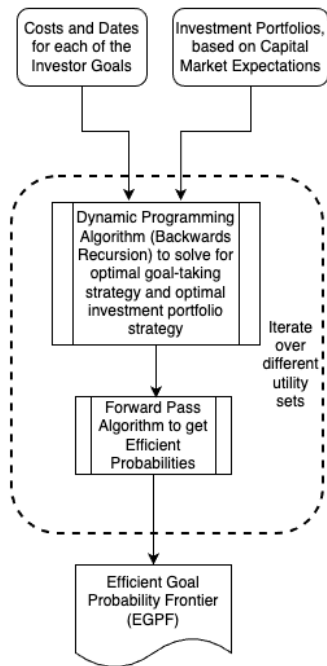 Costs and Dates
for each of the
Investor Goals
Investment Portfolios,
based on Capital
Market Expectations
Dynamic Programming
Algorithm (Backwards
Recursion) to solve for
optimal goal-taking
strategy and optimal
investment portfolio
strategy
Iterate
over
different
utility
sets
Forward Pass
Algorithm to get
Efficient
Probabilities
Efficient Goal
Probability Frontier
(EGPF)